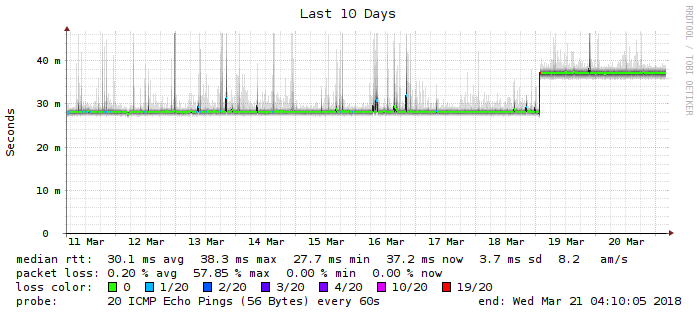 Last 10 Days
RRDTOOL / TOBI OETIKER
Seconds
40 m
30 m
20 m
10 m
0
11 Mar 12 Mar 13 Mar 14 Mar 15 Mar 16 Mar 17 Mar 18 Mar 19 Mar 20 Mar
median rtt: 30.1 ms avg 38.3 ms max 27.7 ms min 37.2 ms now 3.7 ms sd 8.2 am/s
packet loss: 0.20 % avg 57.85 % max 0.00 % min 0.00 % now
loss color: 0 1/20 2/20 3/20 4/20 10/20 19/20
probe: 20 ICMP Echo Pings (56 Bytes) every 60s end: Wed Mar 21 04:10:05 2018